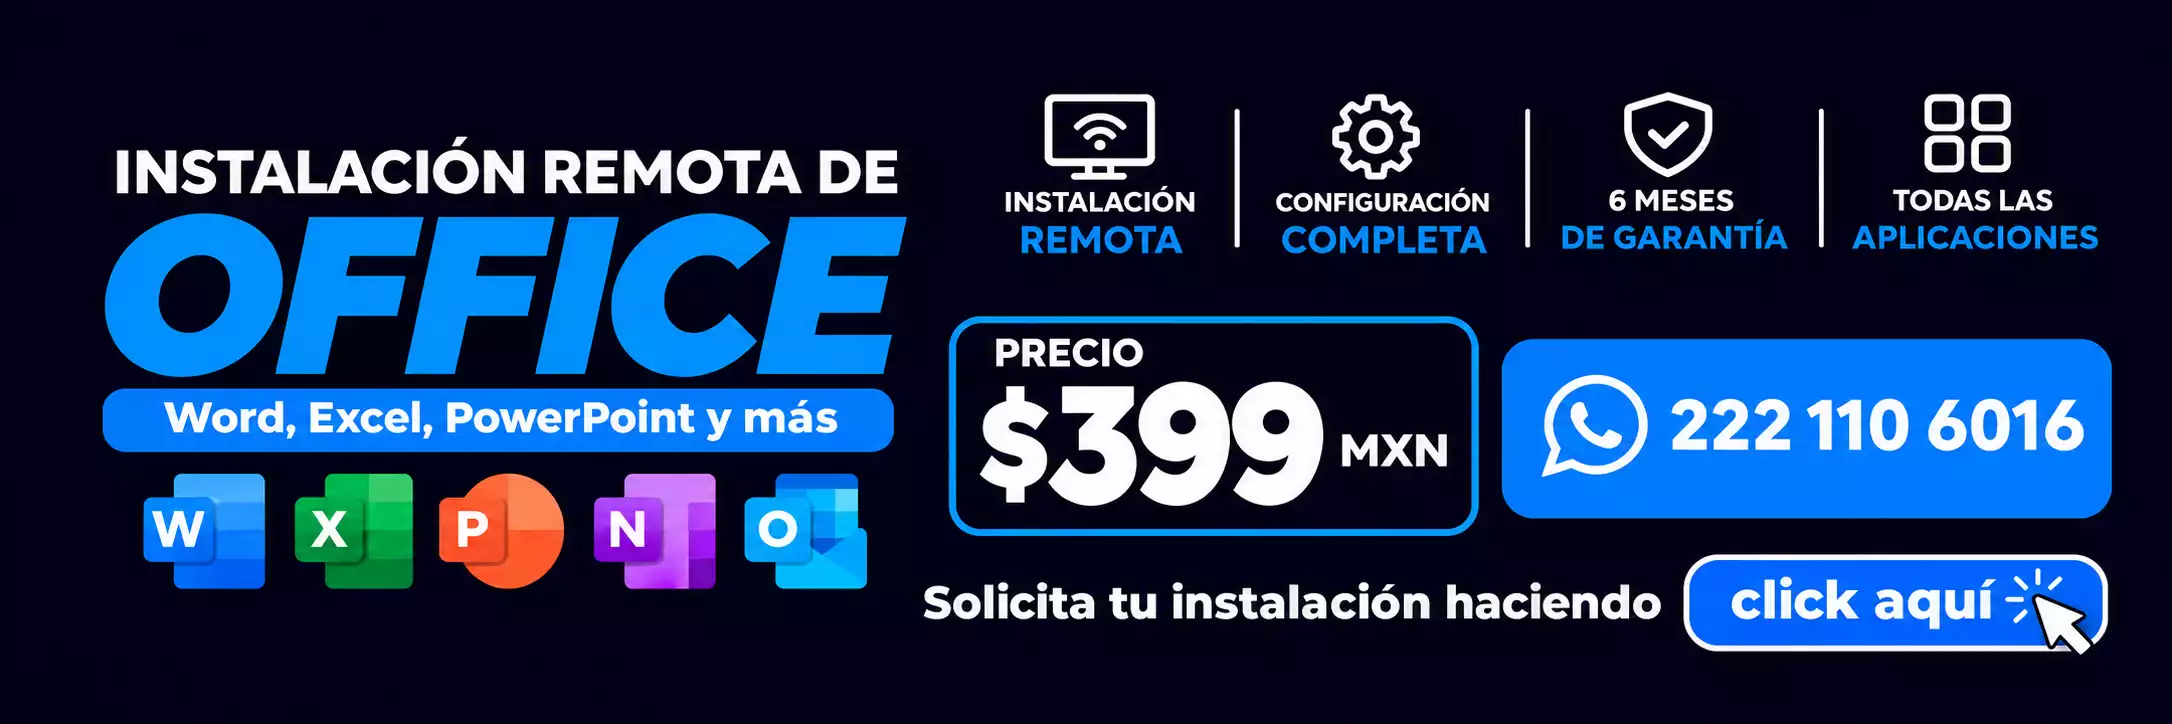 INSTALACIÓN REMOTA DE
OFFICE
Word, Excel, PowerPoint y más
W X P N O
INSTALACIÓN
REMOTA
CONFIGURACIÓN
COMPLETA
6 MESES
DE GARANTÍA
TODAS LAS
APLICACIONES
PRECIO
$399 MXN
222 110 6016
Solicita tu instalación haciendo
click aquí